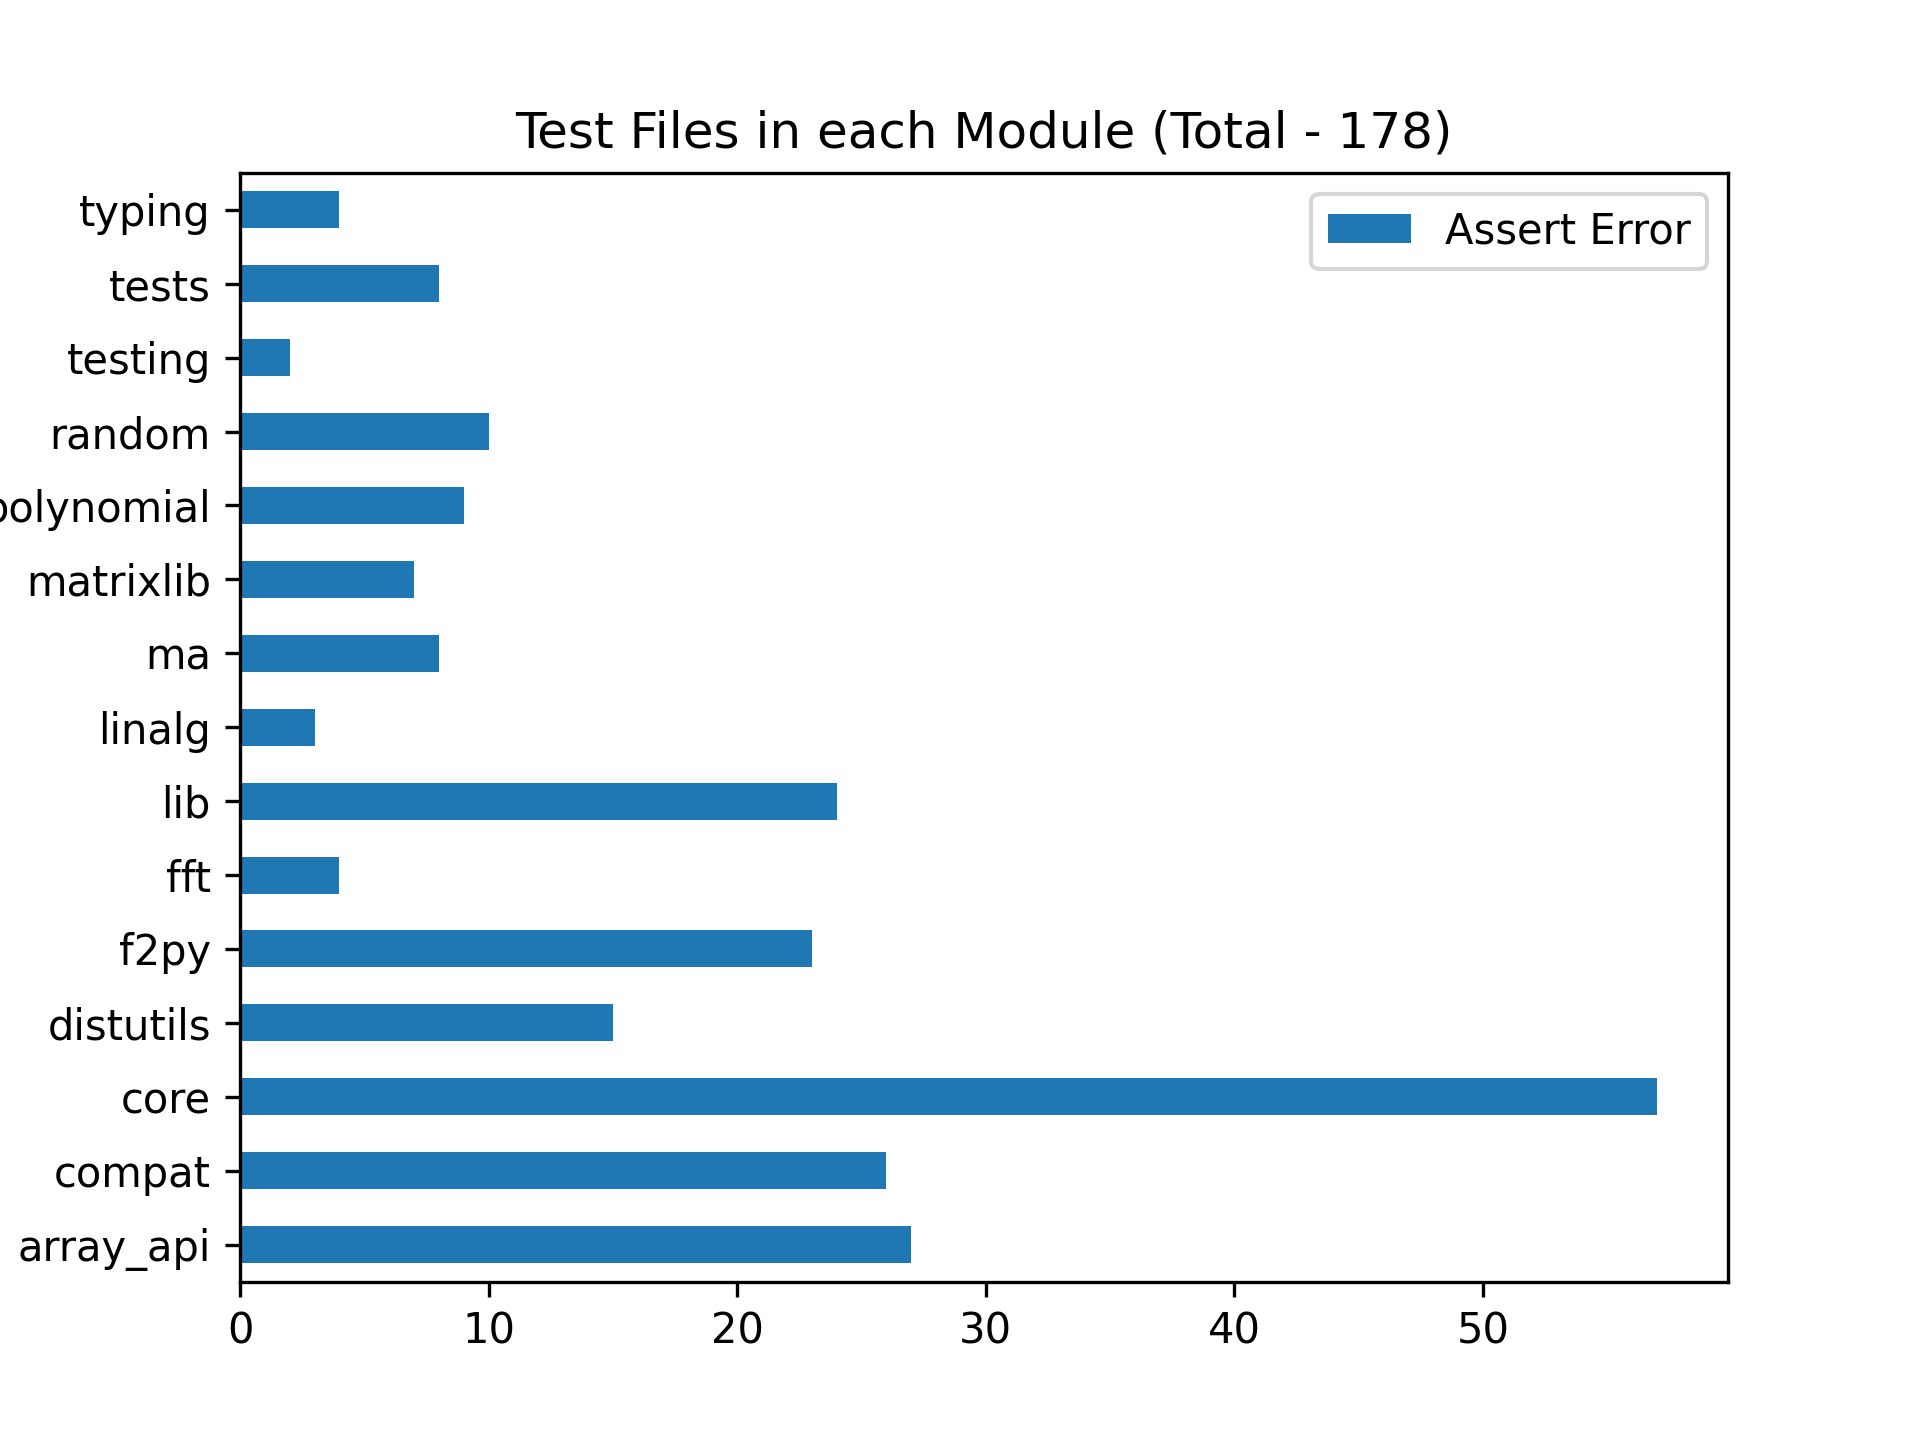 Test Files in each Module (Total - 178)
Assert Error
typing
tests
testing
random
polynomial
matrixlib
ma
linalg
lib
fft
f2py
distutils
core
compat
array_api
0 10 20 30 40 50